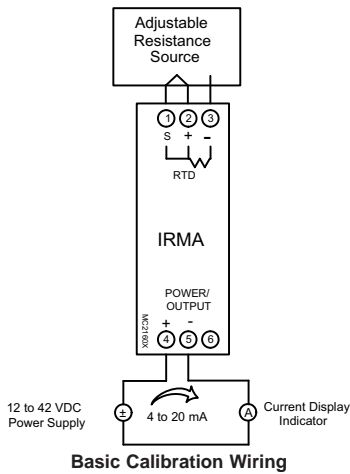 Adjustable
Resistance
Source
1 2 3
S + -
RTD
IRMA
POWER/
OUTPUT
MC2160X
+ -
4 5 6
12 to 42 VDC
Power Supply
±
4 to 20 mA
A
Current Display
Indicator
Basic Calibration Wiring